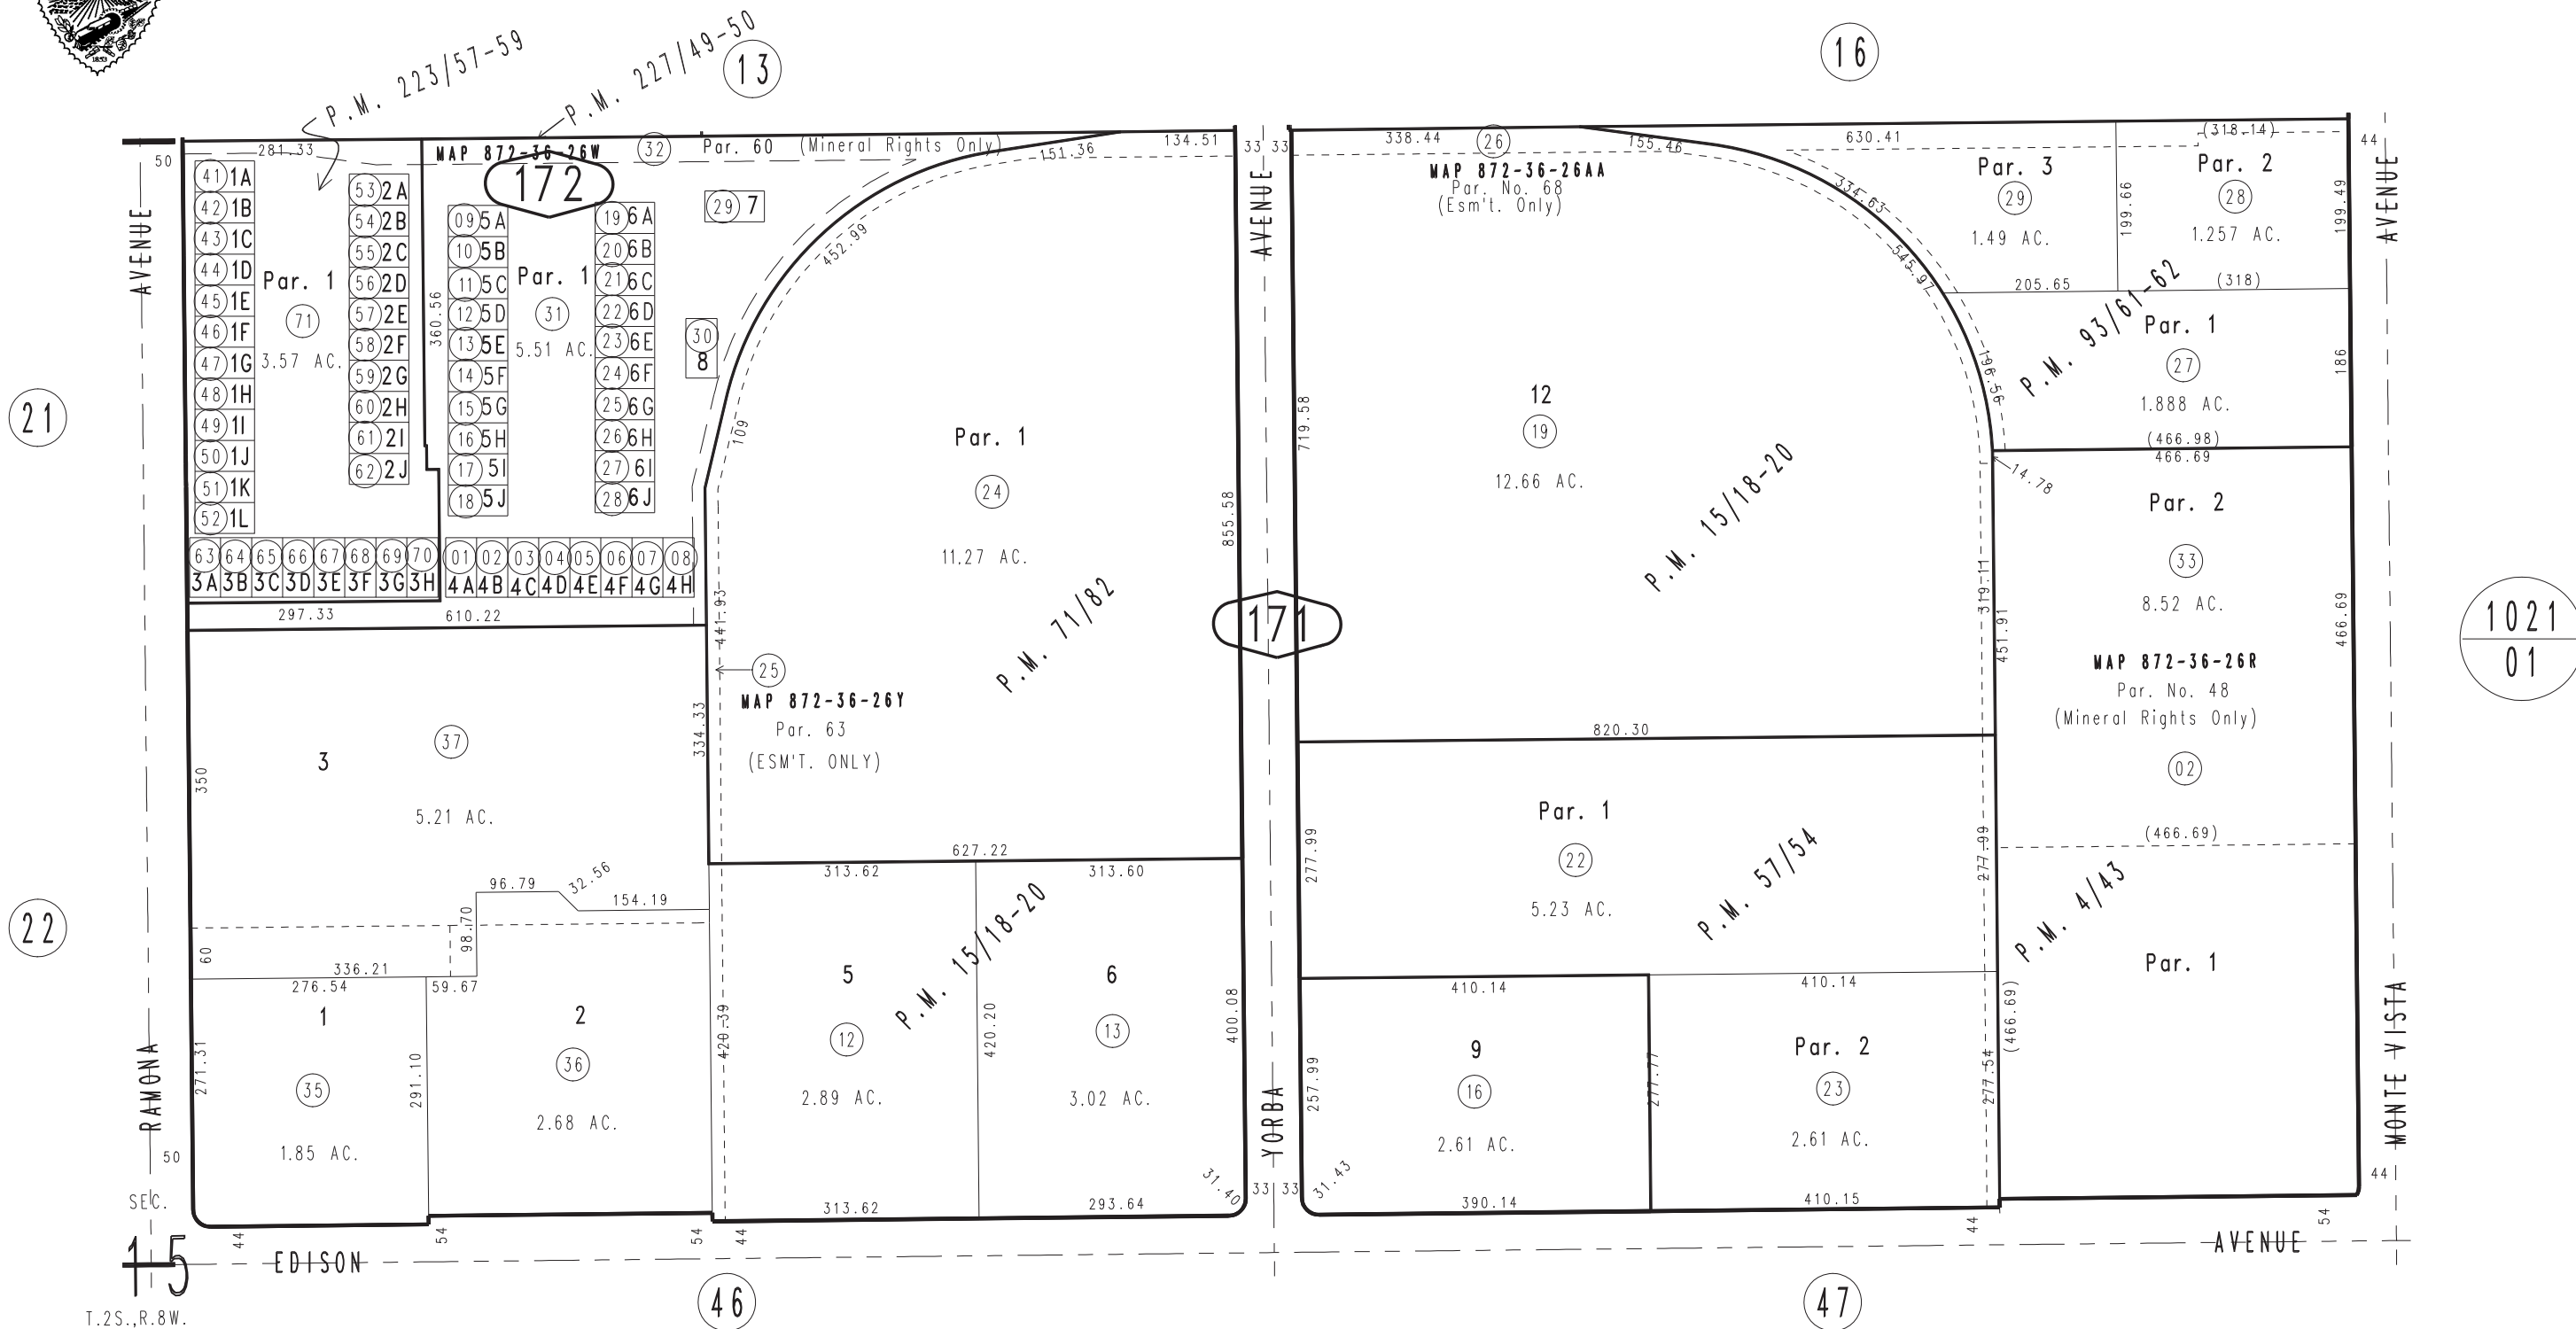 1853
P.M. 223/57-59
P.M. 227/49-50
13
16
50
281.33
MAP 872-36-26W
32
Par. 60 (Mineral Rights Only)
151.36
134.51
33 33
338.44
26
155.46
630.41
(318.14)
44
172
MAP 872-36-26AA
Par. No. 68
(Esm't. Only)
334.63
545.97
196.56
Par. 3
29
1.49 AC.
199.66
Par. 2
28
1.257 AC.
199.49
205.65
(318)
AVENUE
AVENUE
AVENUE
41 1A
42 1B
43 1C
44 1D
45 1E
46 1F
47 1G
48 1H
49 1I
50 1J
51 1K
52 1L
Par. 1
71
3.57 AC.
53 2A
54 2B
55 2C
56 2D
57 2E
58 2F
59 2G
60 2H
61 2I
62 2J
360.56
09 5A
10 5B
11 5C
12 5D
13 5E
14 5F
15 5G
16 5H
17 5I
18 5J
Par. 1
31
5.51 AC.
19 6A
20 6B
21 6C
22 6D
23 6E
24 6F
25 6G
26 6H
27 6I
28 6J
29 7
30
8
452.99
109
63 64 65 66 67 68 69 70
3A 3B 3C 3D 3E 3F 3G 3H
01 02 03 04 05 06 07 08
4A 4B 4C 4D 4E 4F 4G 4H
297.33
610.22
21
22
Par. 1
24
11.27 AC.
P.M. 71/82
855.58
441.93
25
MAP 872-36-26Y
Par. 63
(ESM'T. ONLY)
334.33
627.22
171
719.58
12
19
12.66 AC.
P.M. 15/18-20
319.11
451.91
820.30
P.M. 93/61-62
Par. 1
27
1.888 AC.
186
(466.98)
466.69
14.78
Par. 2
33
8.52 AC.
466.69
MAP 872-36-26R
Par. No. 48
(Mineral Rights Only)
02
(466.69)
1021
01
3
37
5.21 AC.
350
96.79
32.56
154.19
98.70
60
336.21
276.54
59.67
1
35
1.85 AC.
271.31
291.10
2
36
2.68 AC.
420.39
313.62
313.60
5
12
2.89 AC.
P.M. 15/18-20
420.20
6
13
3.02 AC.
400.08
313.62
293.64
31.40
33 33
31.43
Par. 1
22
5.23 AC.
277.99
277.99
P.M. 57/54
410.14
410.14
9
16
2.61 AC.
257.99
277.77
390.14
Par. 2
23
2.61 AC.
277.54
410.15
P.M. 4/43
(466.69)
Par. 1
RAMONA
YORBA
MONTE VISTA
50
SEC.
15
T.2S.,R.8W.
44
54
54
44
44
54
44
EDISON
AVENUE
46
47